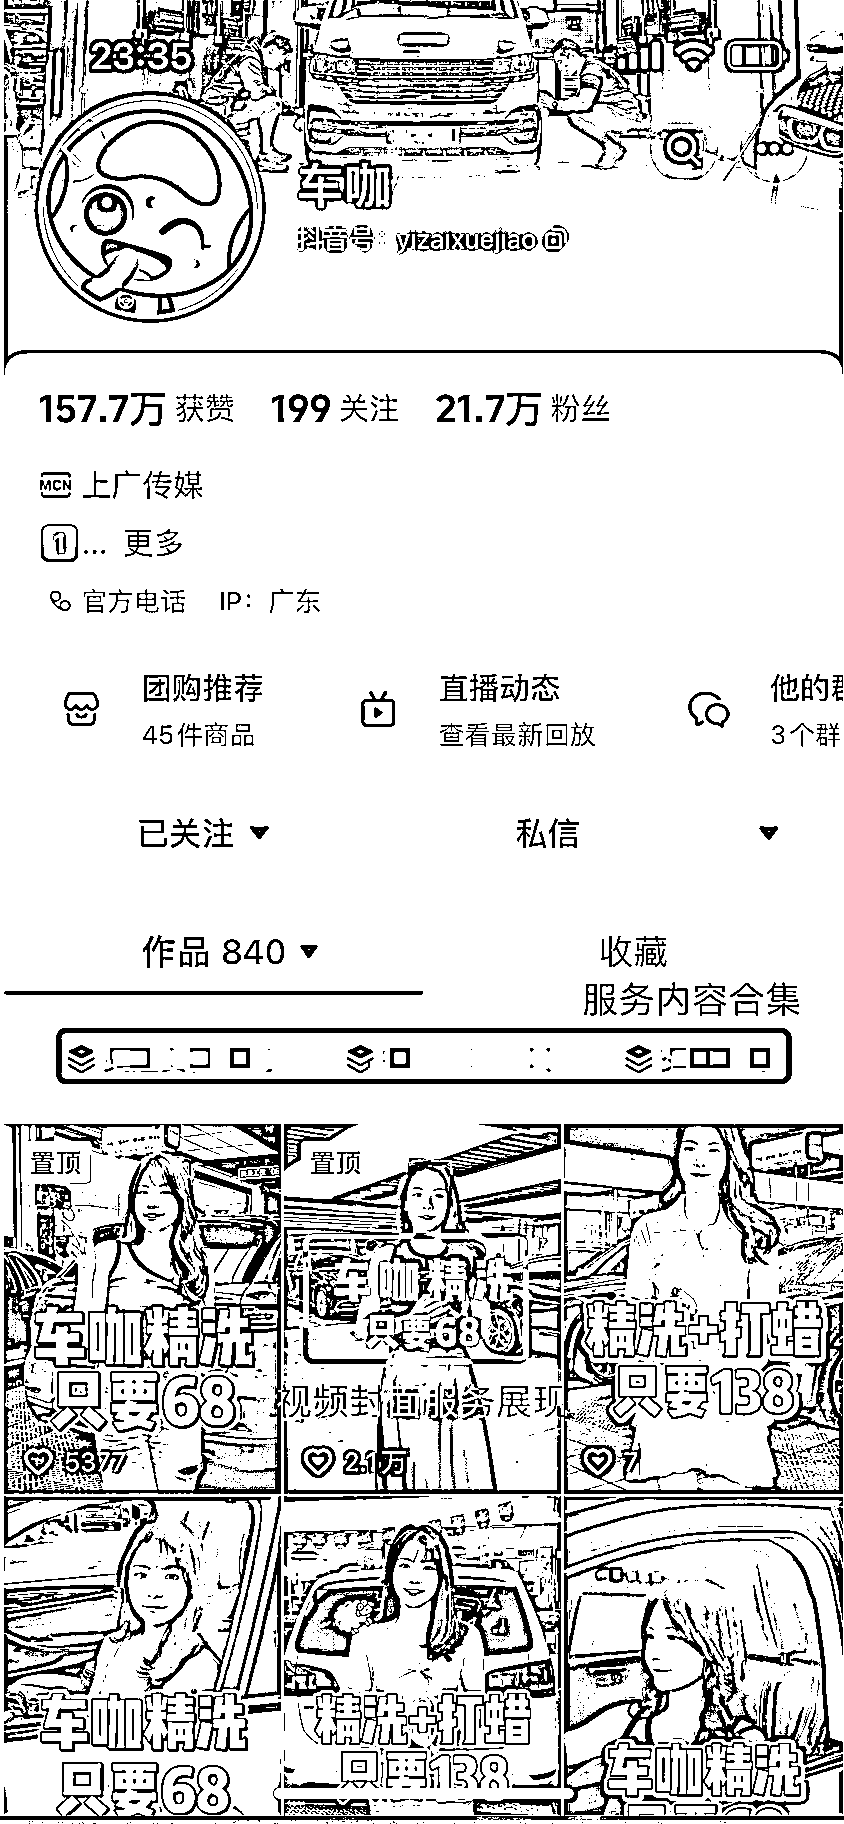 23:35
车咖
抖音号: yizaixuejiao
157.7万 获赞 199 关注 21.7万 粉丝
MCN 上广传媒
... 更多
官方电话 IP: 广东
团购推荐 直播动态 他的群
45件商品 查看最新回放 3个群
已关注 私信
作品 840 收藏
服务内容合集
置顶 置顶
车咖精洗 只要68
车咖精洗 只要68
精洗+打蜡 只要138
视频封面服务展现
5377 2.1万 7
车咖精洗 只要68
精洗+打蜡 只要138
车咖精洗